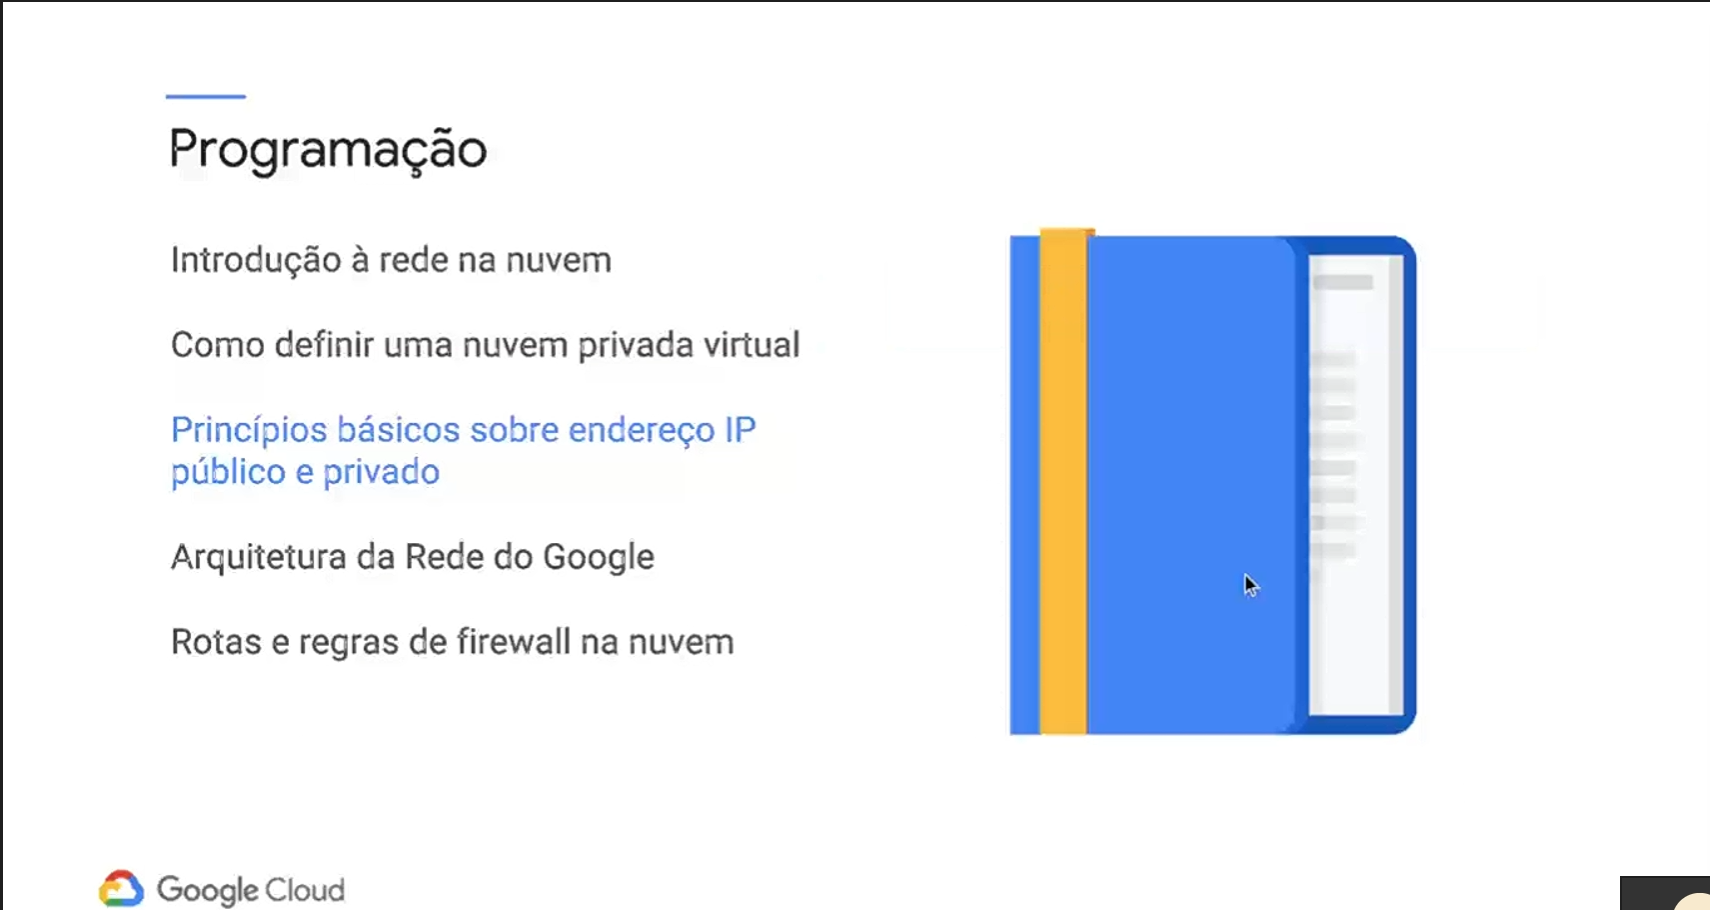 Programação
Introdução à rede na nuvem
Como definir uma nuvem privada virtual
Princípios básicos sobre endereço IP
público e privado
Arquitetura da Rede do Google
Rotas e regras de firewall na nuvem
Google Cloud